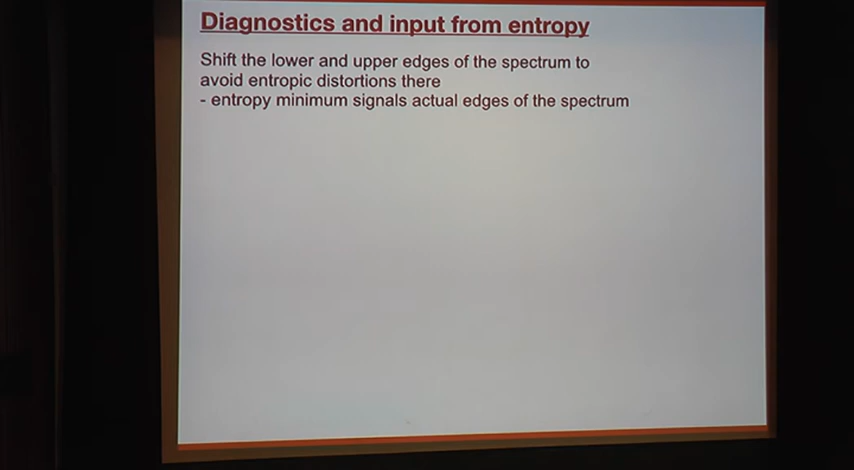 Diagnostics and input from entropy
Shift the lower and upper edges of the spectrum to
avoid entropic distortions there
- entropy minimum signals actual edges of the spectrum